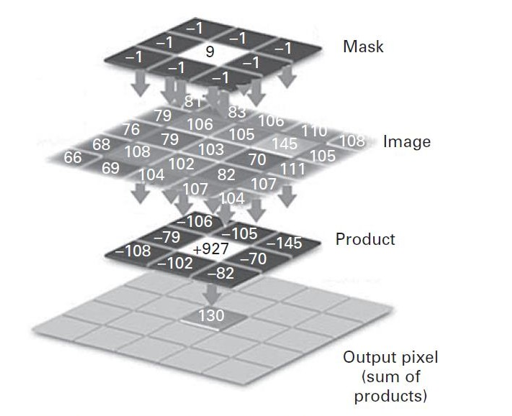 -1
-1 -1
-1 9 -1
-1 -1
-1
Mask
81
79 83
76 106 106
68 79 105 110
66 108 103 145 108
69 102 70 105
104 82 111
107 107
104
Image
-106
-79 -105
-108 +927 -145
-102 -70
-82
Product
130
Output pixel
(sum of
products)